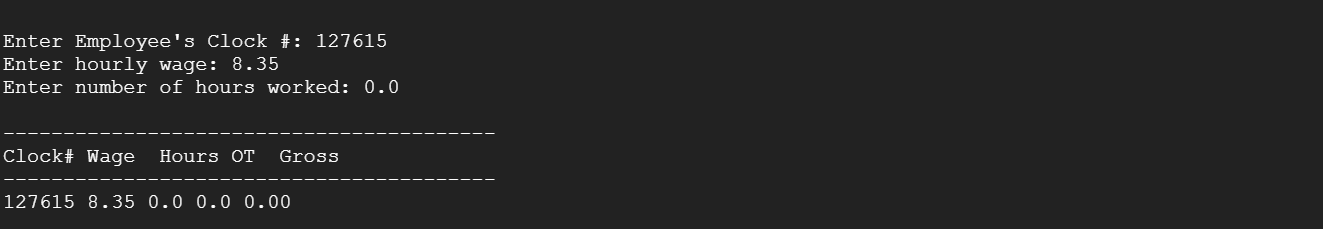 Enter Employee's Clock #: 127615
Enter hourly wage: 8.35
Enter number of hours worked: 0.0
-----------------------------------------
Clock# Wage  Hours OT  Gross
-----------------------------------------
127615 8.35 0.0 0.0 0.00